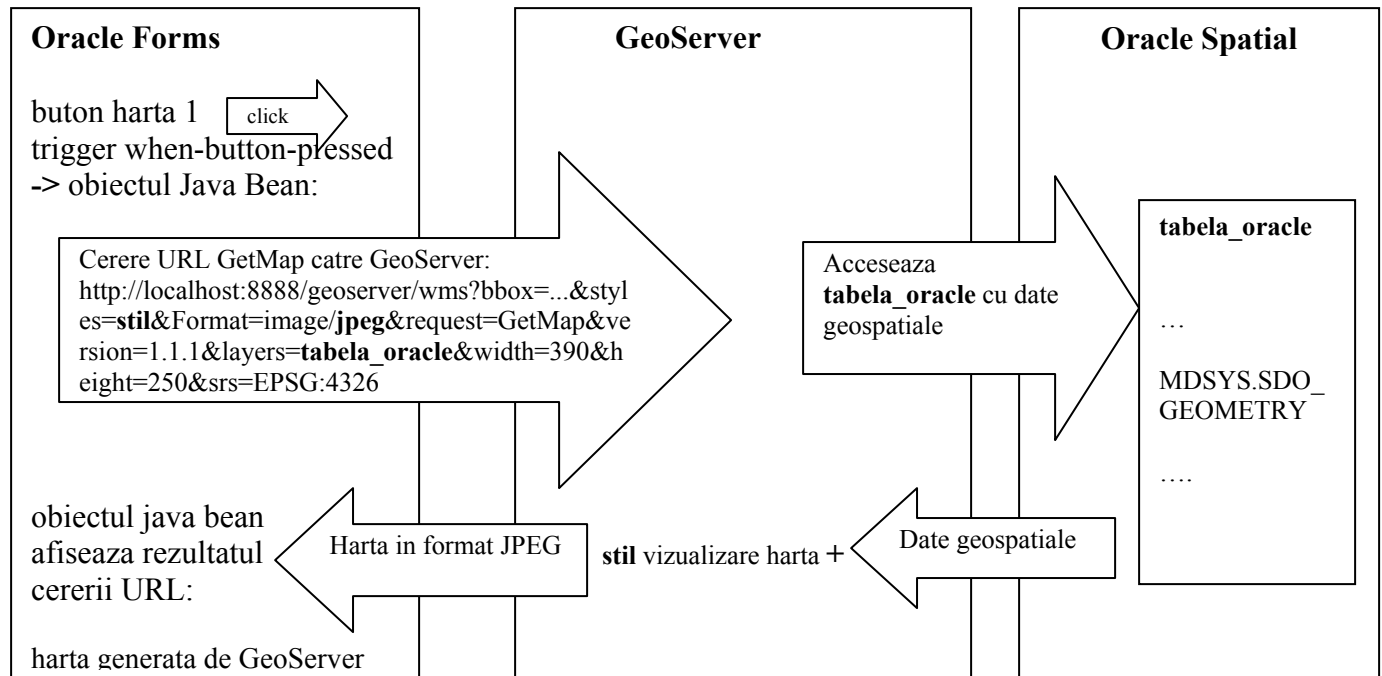 Oracle Forms
buton harta 1
click
trigger when-button-pressed
-> obiectul Java Bean:
Cerere URL GetMap catre GeoServer:
http://localhost:8888/geoserver/wms?bbox=...&styl
es=stil&Format=image/jpeg&request=GetMap&ve
rsion=1.1.1&layers=tabela_oracle&width=390&h
eight=250&srs=EPSG:4326
obiectul java bean
afiseaza rezultatul
cererii URL:
harta generata de GeoServer
Harta in format JPEG
GeoServer
Acceseaza
tabela_oracle cu date
geospatiale
stil vizualizare harta +
Date geospatiale
Oracle Spatial
tabela_oracle
…
MDSYS.SDO_
GEOMETRY
….